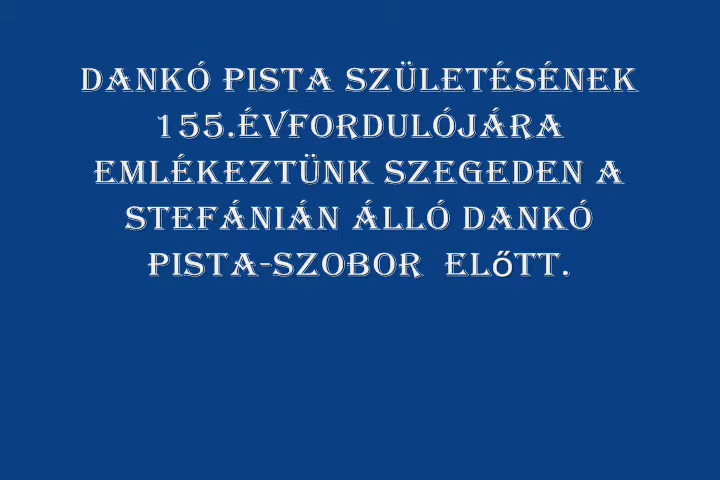 DANKÓ PISTA SZÜLETÉSÉNEK
155.ÉVFORDULÓJÁRA
EMLÉKEZTÜNK SZEGEDEN A
STEFÁNIÁN ÁLLÓ DANKÓ
PISTA-SZOBOR ELőTT.